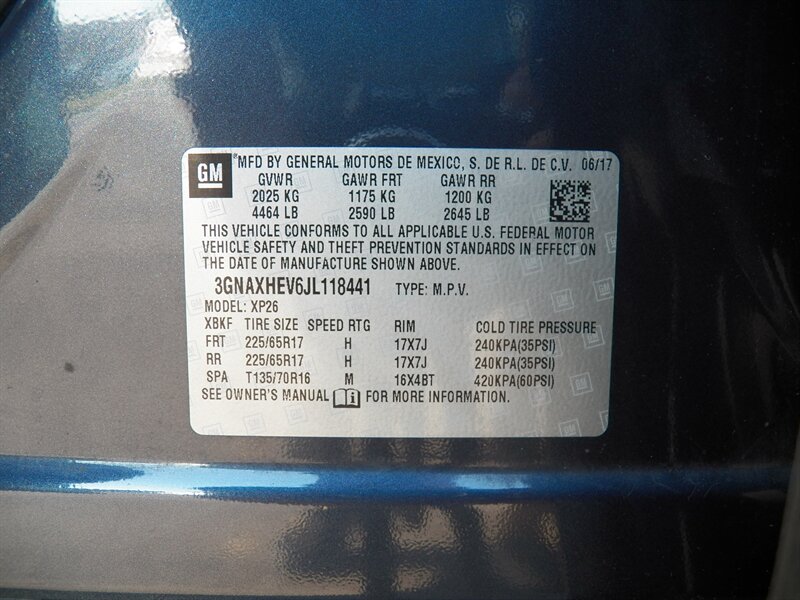 GM ®MFD BY GENERAL MOTORS DE MEXICO, S. DE R.L. DE C.V. 06/17
GVWR GAWR FRT GAWR RR
2025 KG 1175 KG 1200 KG
4464 LB 2590 LB 2645 LB
THIS VEHICLE CONFORMS TO ALL APPLICABLE U.S. FEDERAL MOTOR
VEHICLE SAFETY AND THEFT PREVENTION STANDARDS IN EFFECT ON
THE DATE OF MANUFACTURE SHOWN ABOVE.
3GNAXHEV6JL118441 TYPE: M.P.V.
MODEL: XP26
XBKF TIRE SIZE SPEED RTG RIM COLD TIRE PRESSURE
FRT 225/65R17 H 17X7J 240KPA(35PSI)
RR 225/65R17 H 17X7J 240KPA(35PSI)
SPA T135/70R16 M 16X4BT 420KPA(60PSI)
SEE OWNER'S MANUAL i FOR MORE INFORMATION.